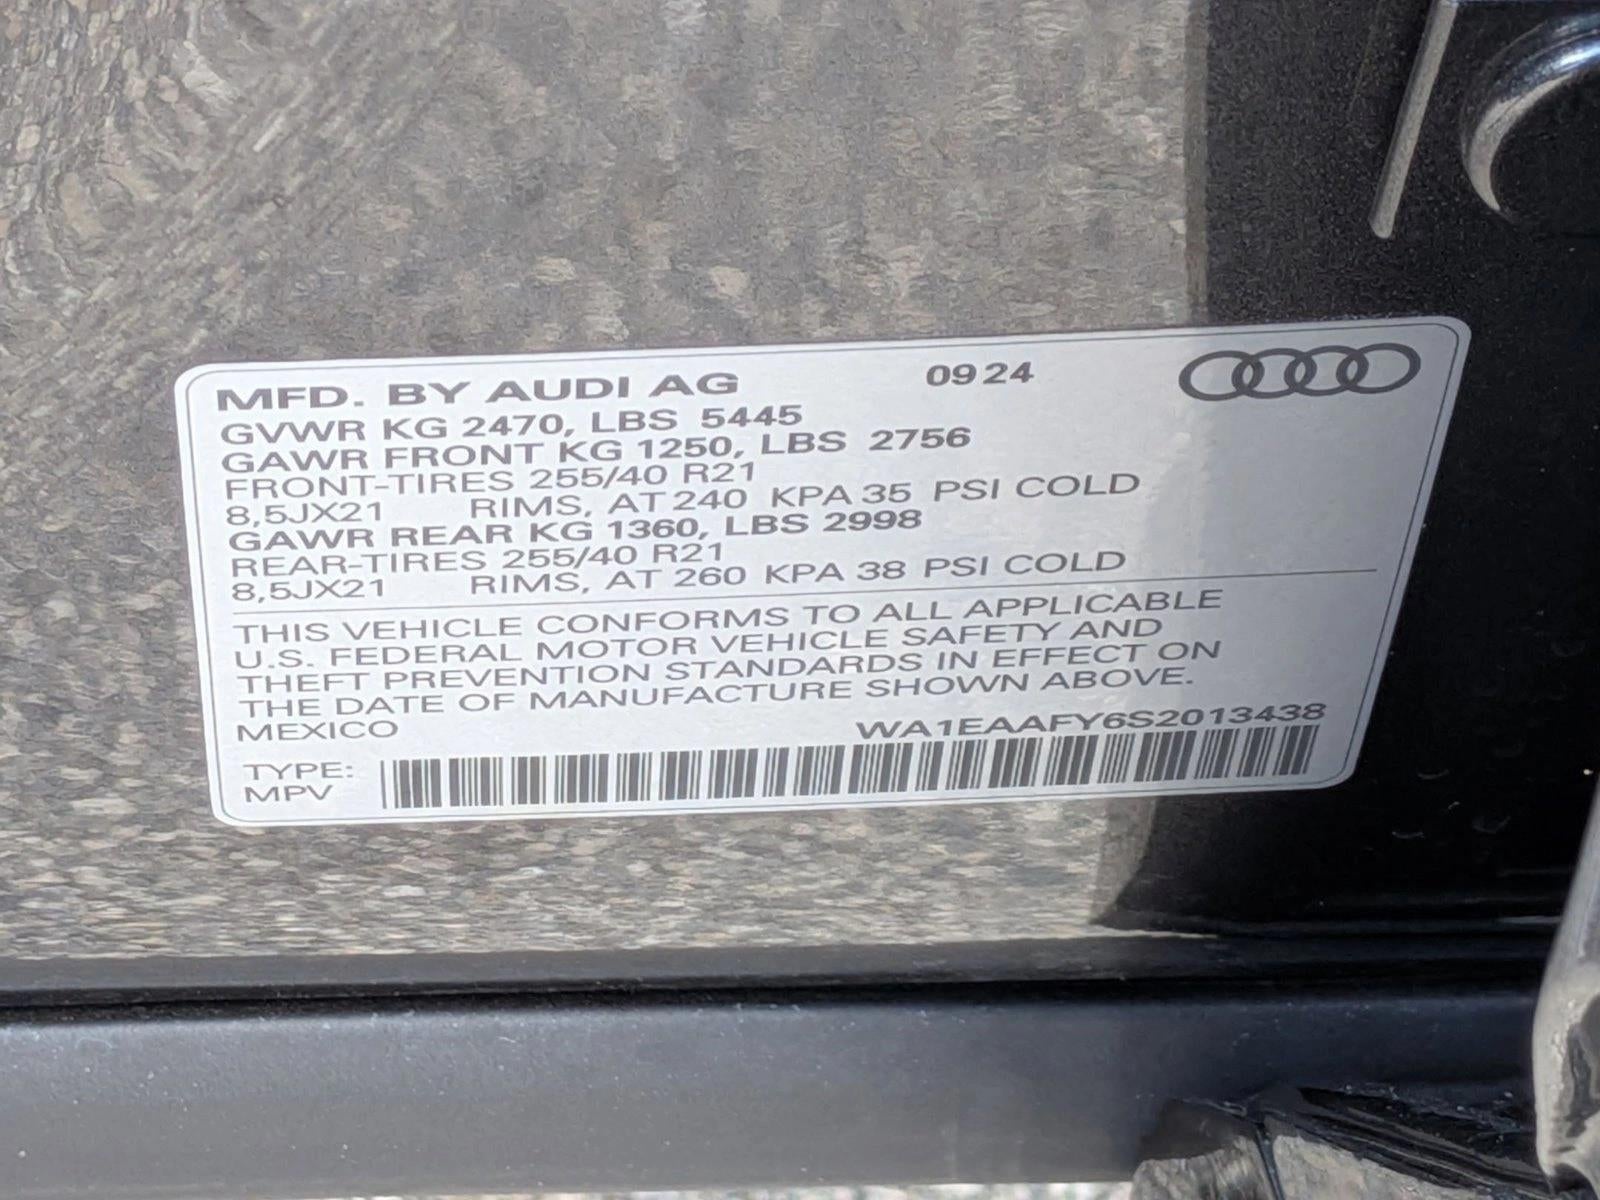 MFD. BY AUDI AG 0924
GVWR KG 2470, LBS 5445
GAWR FRONT KG 1250, LBS 2756
FRONT-TIRES 255/40 R21
8,5JX21 RIMS, AT 240 KPA 35 PSI COLD
GAWR REAR KG 1360, LBS 2998
REAR-TIRES 255/40 R21
8,5JX21 RIMS, AT 260 KPA 38 PSI COLD
THIS VEHICLE CONFORMS TO ALL APPLICABLE
U.S. FEDERAL MOTOR VEHICLE SAFETY AND
THEFT PREVENTION STANDARDS IN EFFECT ON
THE DATE OF MANUFACTURE SHOWN ABOVE.
MEXICO WA1EAAFY6S2013438
TYPE:
MPV